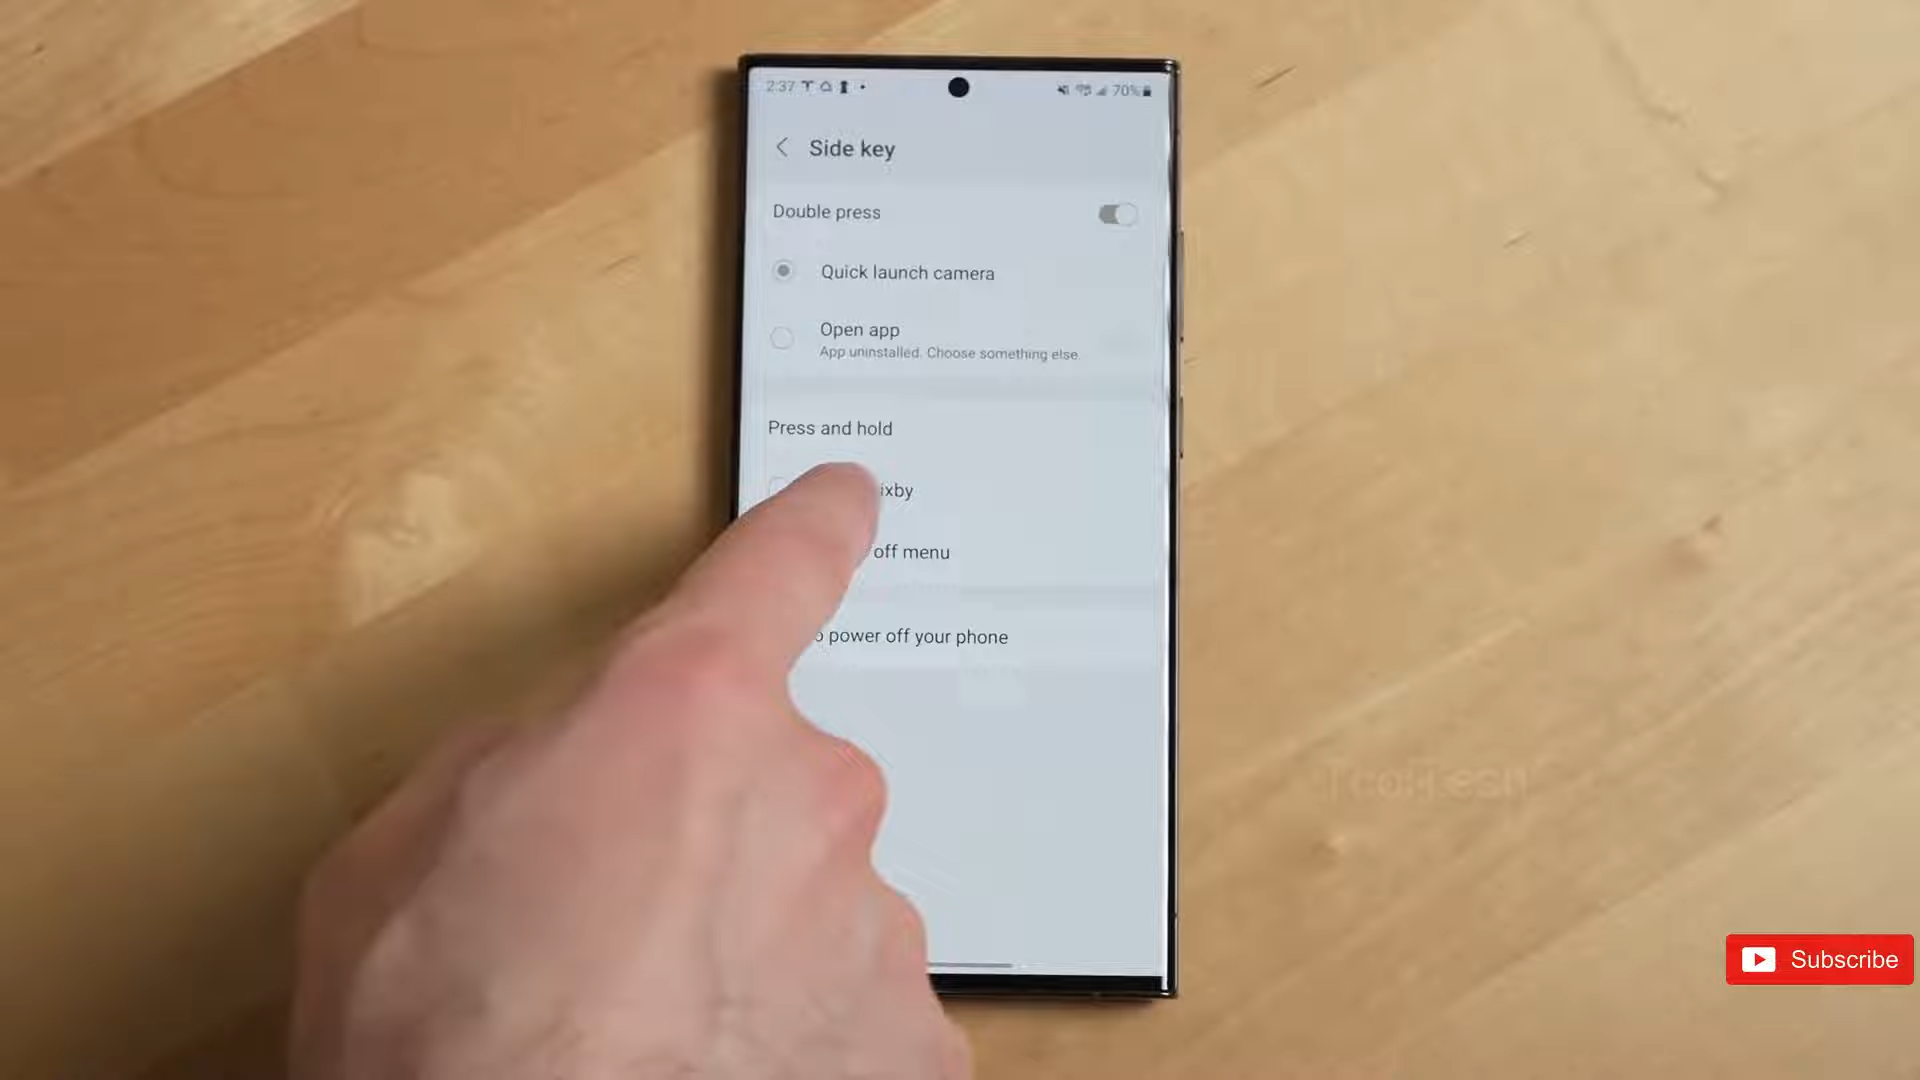 2:37
70%
Side key
Double press
Quick launch camera
Open app
App uninstalled. Choose something else.
Press and hold
ixby
off menu
o power off your phone
Subscribe